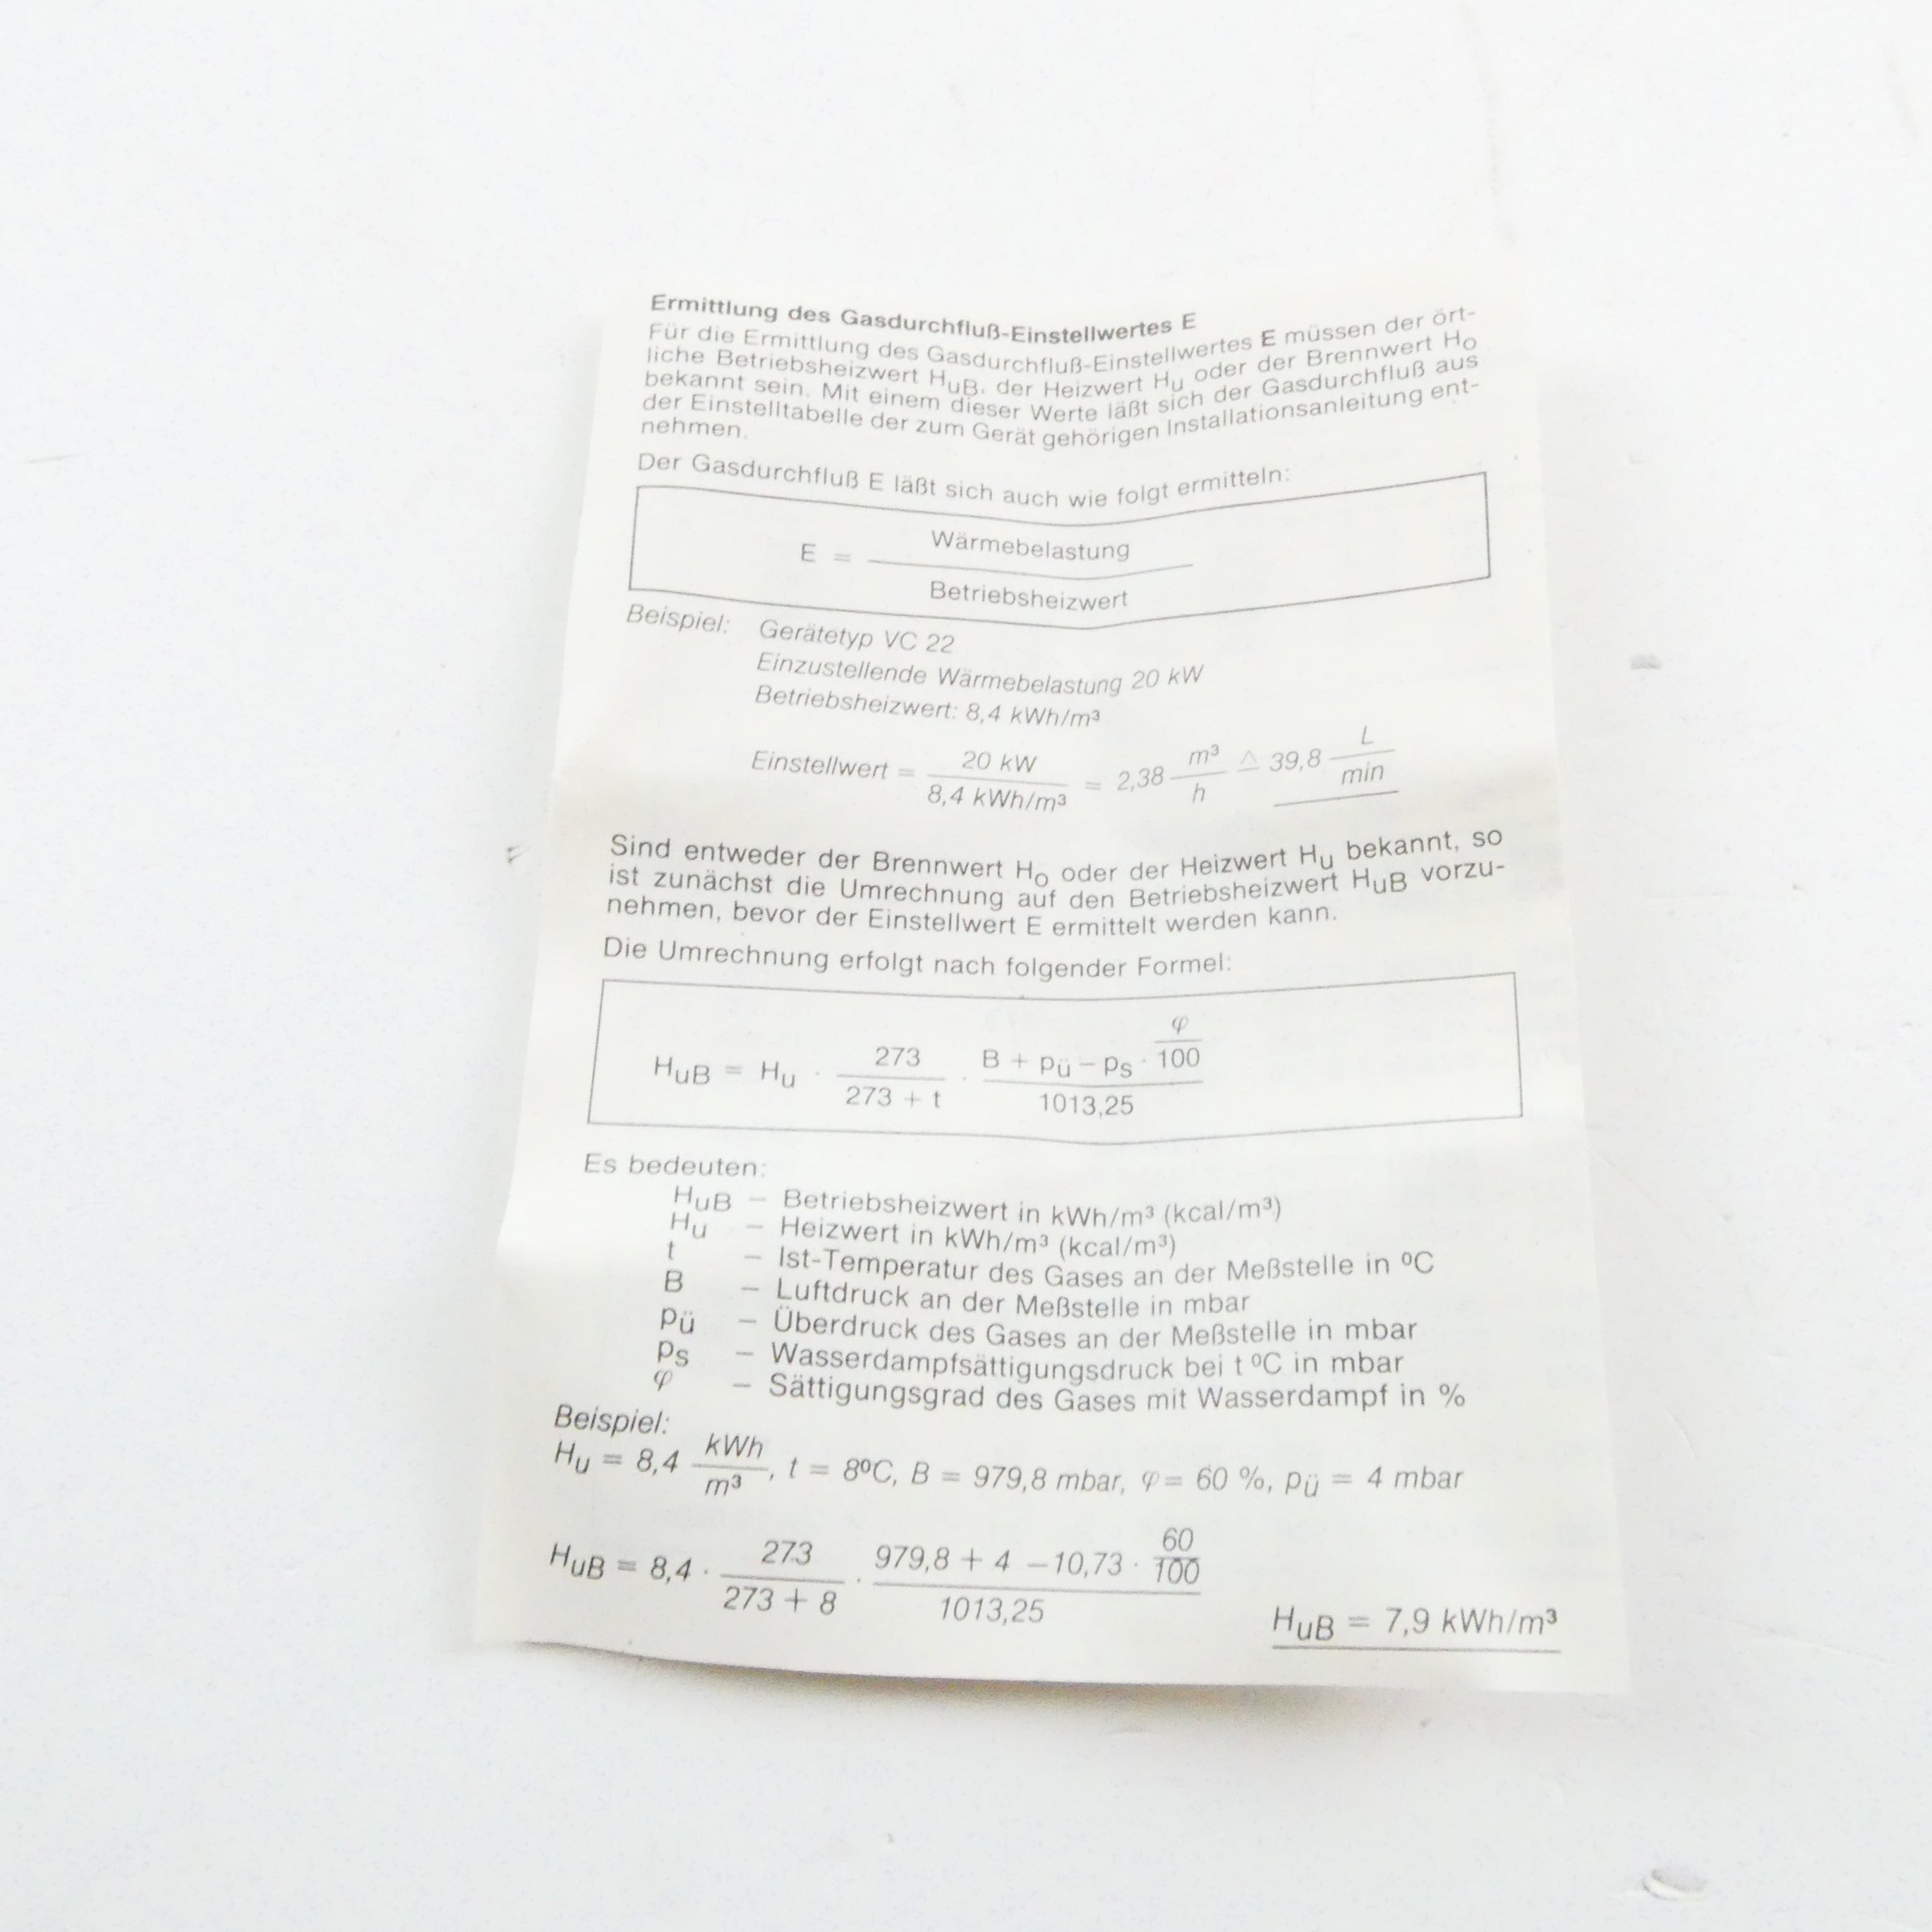 Ermittlung des Gasdurchfluß-Einstellwertes E
Für die Ermittlung des Gasdurchfluß-Einstellwertes E müssen der ört-
liche Betriebsheizwert HuB, der Heizwert Hu oder der Brennwert Ho
bekannt sein. Mit einem dieser Werte läßt sich der Gasdurchfluß aus
der Einstelltabelle der zum Gerät gehörigen Installationsanleitung ent-
nehmen.
Der Gasdurchfluß E läßt sich auch wie folgt ermitteln:
E = Wärmebelastung / Betriebsheizwert
Beispiel: Gerätetyp VC 22
Einzustellende Wärmebelastung 20 kW
Betriebsheizwert: 8,4 kWh/m³
Einstellwert = 20 kW / 8,4 kWh/m³ = 2,38 m³/h ≙ 39,8 L/min
Sind entweder der Brennwert Ho oder der Heizwert Hu bekannt, so
ist zunächst die Umrechnung auf den Betriebsheizwert HuB vorzu-
nehmen, bevor der Einstellwert E ermittelt werden kann.
Die Umrechnung erfolgt nach folgender Formel:
HuB = Hu · 273 / 273 + t · B + pü – ps · φ/100 / 1013,25
Es bedeuten:
HuB – Betriebsheizwert in kWh/m³ (kcal/m³)
Hu – Heizwert in kWh/m³ (kcal/m³)
t – Ist-Temperatur des Gases an der Meßstelle in ºC
B – Luftdruck an der Meßstelle in mbar
pü – Überdruck des Gases an der Meßstelle in mbar
ps – Wasserdampfsättigungsdruck bei t ºC in mbar
φ – Sättigungsgrad des Gases mit Wasserdampf in %
Beispiel:
Hu = 8,4 kWh/m³, t = 8ºC, B = 979,8 mbar, φ = 60 %, pü = 4 mbar
HuB = 8,4 · 273 / 273 + 8 · 979,8 + 4 – 10,73 · 60/100 / 1013,25
HuB = 7,9 kWh/m³